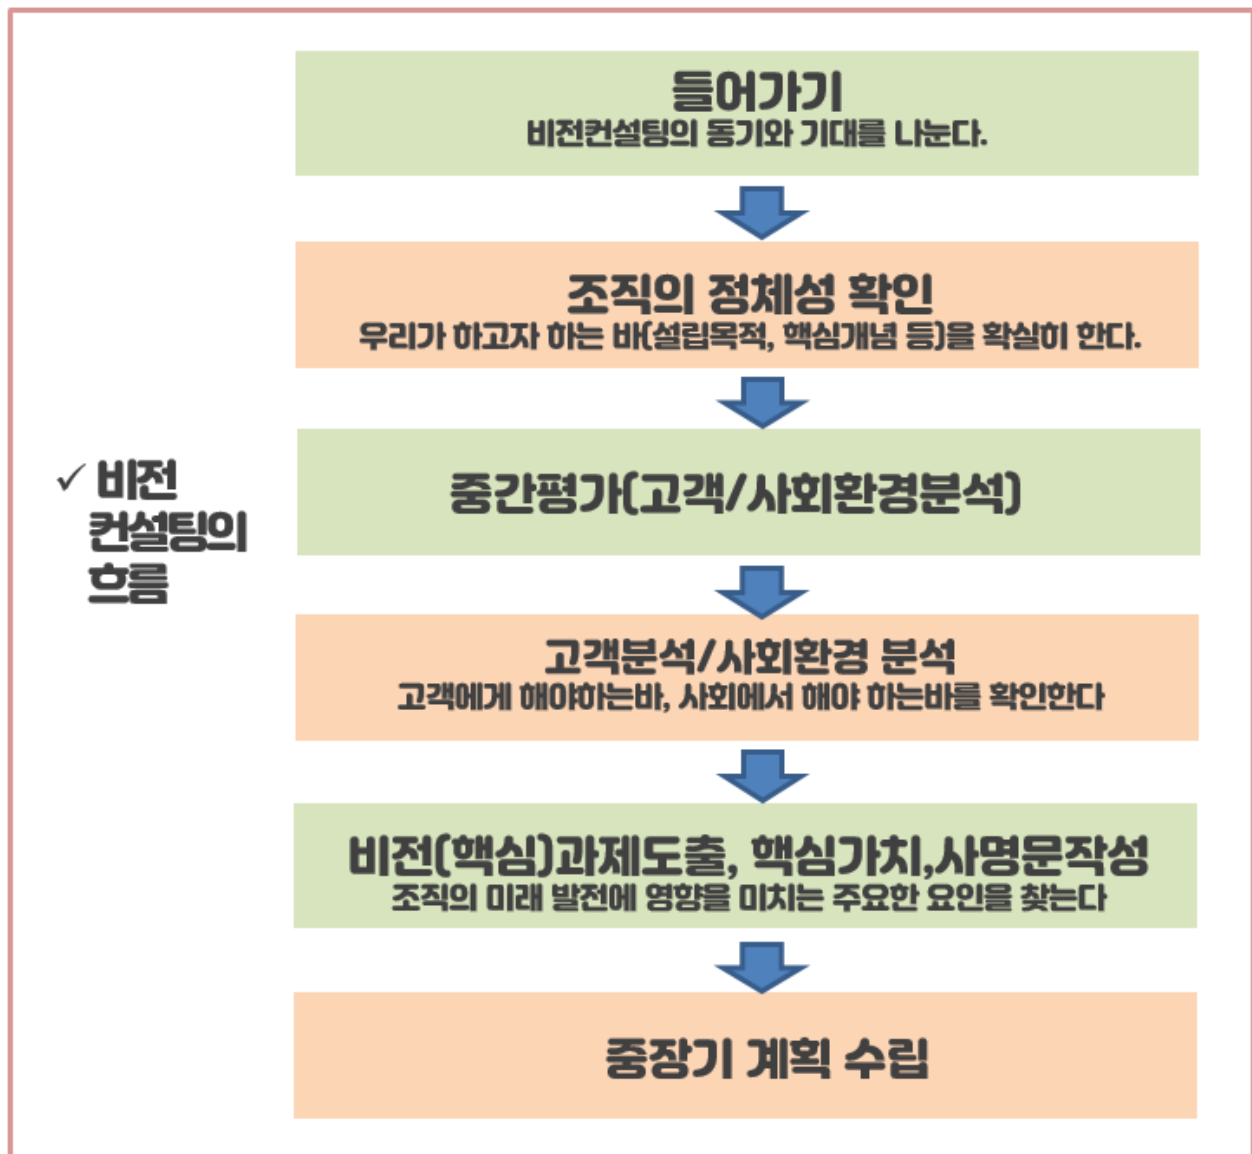 들어가기
비전컨설팅의 동기와 기대를 나눈다.
조직의 정체성 확인
우리가 하고자 하는 바(설립목적, 핵심개념 등)을 확실히 한다.
✓ 비전
컨설팅의
흐름
중간평가(고객/사회환경분석)
고객분석/사회환경 분석
고객에게 해야하는바, 사회에서 해야 하는바를 확인한다
비전(핵심)과제도출, 핵심가치,사명문작성
조직의 미래 발전에 영향을 미치는 주요한 요인을 찾는다
중장기 계획 수립